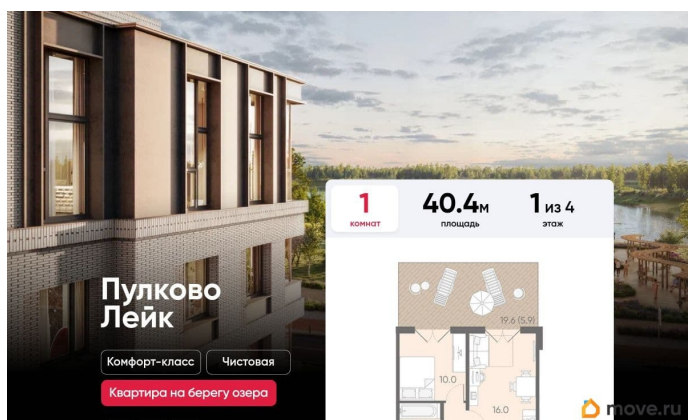 1
комнат
40.4м
площадь
1 из 4
этаж
Пулково
Лейк
Комфорт-класс
Чистовая
Квартира на берегу озера
19.6 (5.9)
10.0
16.0
move.ru